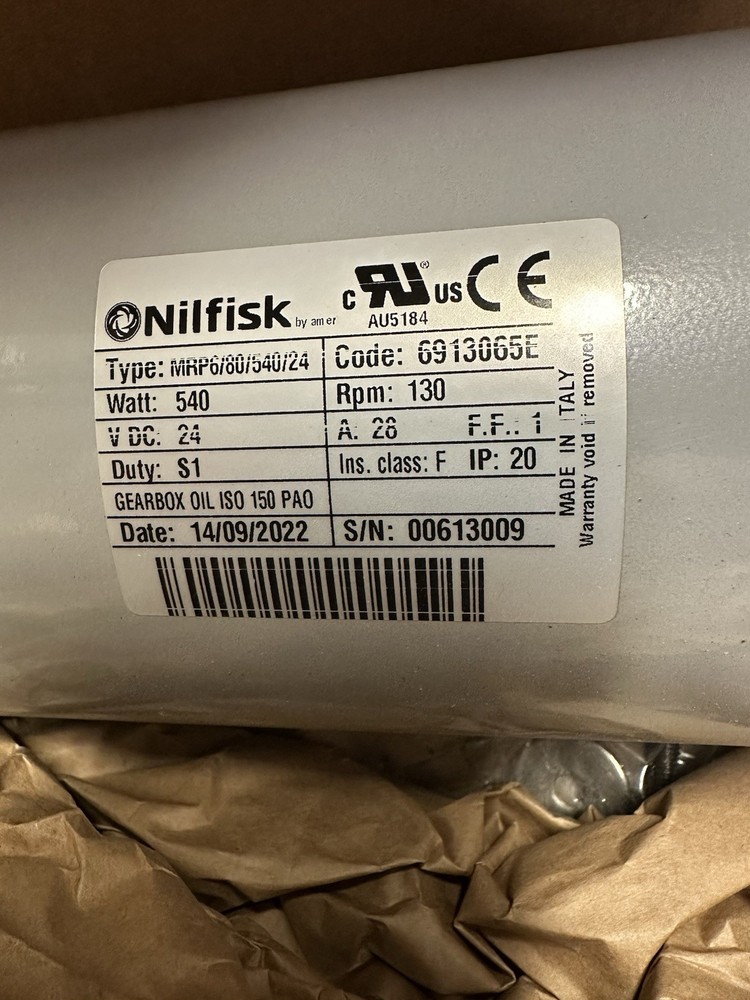 Nilfisk by amer
c RU ® US CE
AU5184
Type: MRP6/80/540/24 Code: 6913065E
Watt: 540 Rpm: 130
V DC: 24 A: 28 F.F.: 1
Duty: S1 Ins. class: F IP: 20
GEARBOX OIL ISO 150 PAO
Date: 14/09/2022 S/N: 00613009
MADE IN ITALY
Warranty void if removed